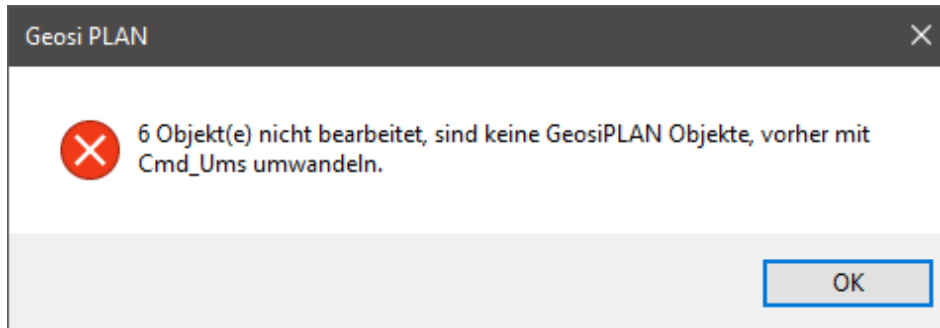 Geosi PLAN
6 Objekt(e) nicht bearbeitet, sind keine GeosiPLAN Objekte, vorher mit
Cmd_Ums umwandeln.
OK